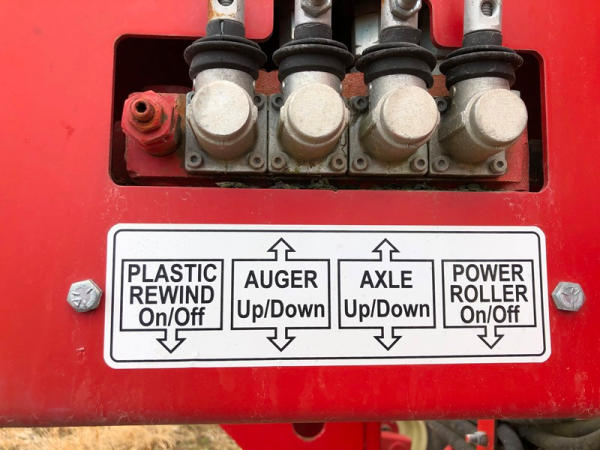 PLASTIC
REWIND
On/Off
AUGER
Up/Down
AXLE
Up/Down
POWER
ROLLER
On/Off